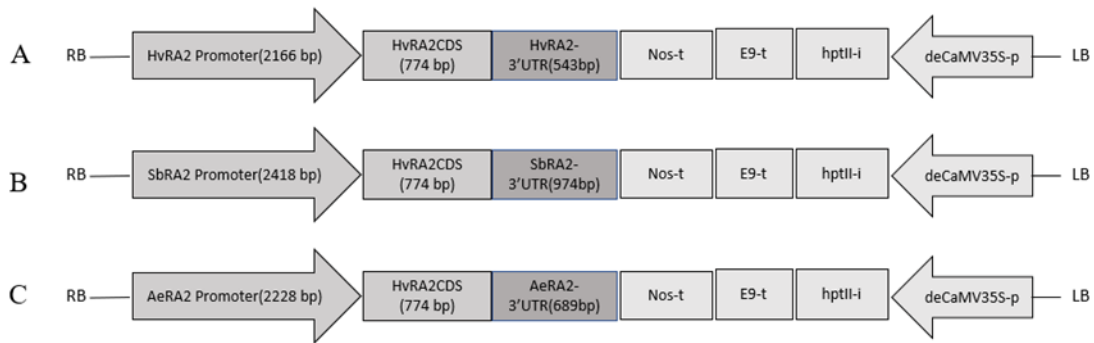 A RB HvRA2 Promoter(2166 bp) HvRA2CDS (774 bp) HvRA2- 3'UTR(543bp) Nos-t E9-t hptII-i deCaMV35S-p LB
B RB SbRA2 Promoter(2418 bp) HvRA2CDS (774 bp) SbRA2- 3'UTR(974bp) Nos-t E9-t hptII-i deCaMV35S-p LB
C RB AeRA2 Promoter(2228 bp) HvRA2CDS (774 bp) AeRA2- 3'UTR(689bp) Nos-t E9-t hptII-i deCaMV35S-p LB